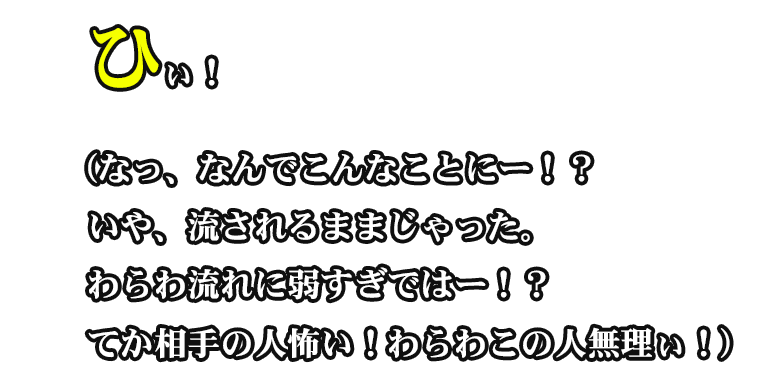 ひぃ！
（なっ、なんでこんなことにー！？
いや、流されるままじゃった。
わらわ流れに弱すぎではー！？
てか相手の人怖い！わらわこの人無理ぃ！）